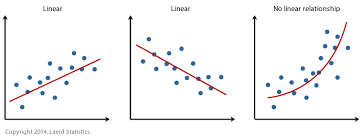 Linear
Linear
No linear relationship
Copyright 2014. Laerd Statistics.